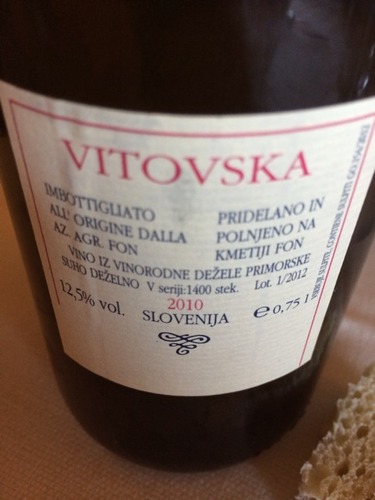 VITOVSKA
IMBOTTIGLIATO
ALL' ORIGINE DALLA
AZ. AGR. FON
PRIDELANO IN
POLNJENO NA
KMETIJI FON
VINO IZ VINORODNE DEŽELE PRIMORSKE
SUHO DEŽELNO V seriji:1400 stek. Lot. 1/2012
12,5% vol.
2010
SLOVENIJA
e 0,75 l